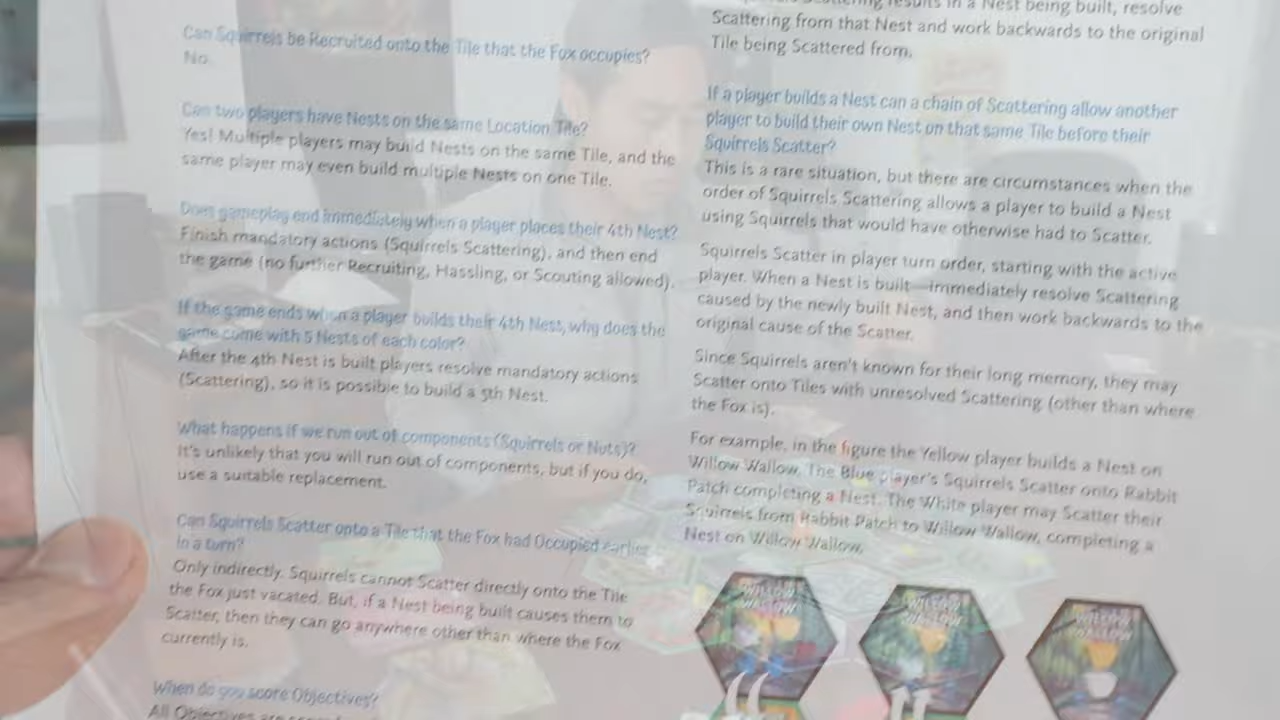 Can Squirrels be Recruited onto the Tile that the Fox occupies?
No.
Can two players have Nests on the same Location Tile?
Yes! Multiple players may build Nests on the same Tile, and the
same player may even build multiple Nests on one Tile.
Does gameplay end immediately when a player places their 4th Nest?
Finish mandatory actions (Squirrels Scattering), and then end
the game (no further Recruiting, Hassling, or Scouting allowed).
If the game ends when a player builds their 4th Nest, why does the
game come with 5 Nests of each color?
After the 4th Nest is built players resolve mandatory actions
(Scattering), so it is possible to build a 5th Nest.
What happens if we run out of components (Squirrels or Nuts)?
It's unlikely that you will run out of components, but if you do,
use a suitable replacement.
Can Squirrels Scatter onto a Tile that the Fox had Occupied earlier
in a turn?
Only indirectly. Squirrels cannot Scatter directly onto the Tile
the Fox just vacated. But, if a Nest being built causes them to
Scatter, then they can go anywhere other than where the Fox
currently is.
When do you score Objectives?
All Objectives are
results in a Nest being built, resolve
Scattering from that Nest and work backwards to the original
Tile being Scattered from.
If a player builds a Nest can a chain of Scattering allow another
player to build their own Nest on that same Tile before their
Squirrels Scatter?
This is a rare situation, but there are circumstances when the
order of Squirrels Scattering allows a player to build a Nest
using Squirrels that would have otherwise had to Scatter.
Squirrels Scatter in player turn order, starting with the active
player. When a Nest is built—immediately resolve Scattering
caused by the newly built Nest, and then work backwards to the
original cause of the Scatter.
Since Squirrels aren't known for their long memory, they may
Scatter onto Tiles with unresolved Scattering (other than where
the Fox is).
For example, in the figure the Yellow player builds a Nest on
Willow Wallow. The Blue player's Squirrels Scatter onto Rabbit
Patch completing a Nest. The White player may Scatter their
Squirrels from Rabbit Patch to Willow Wallow, completing a
Nest on Willow Wallow.
WILLOW
WALLOW
WILLOW
WALLOW
WILLOW
WALLOW